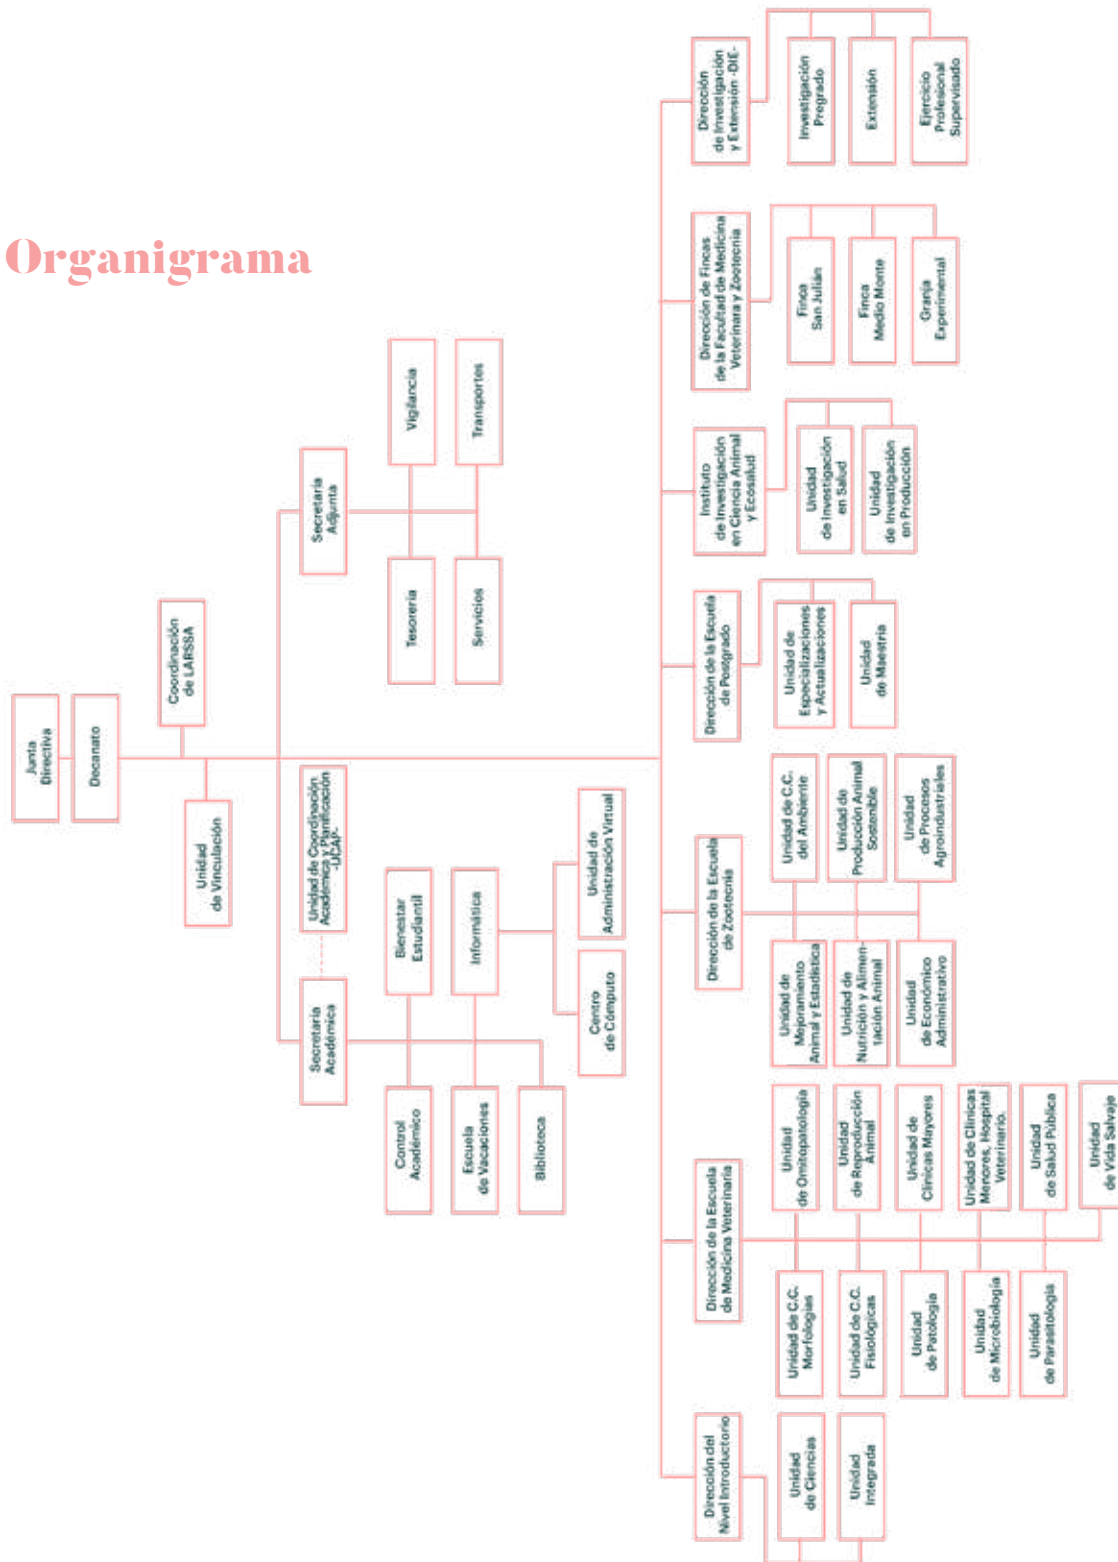 Organigrama
Junta
Directiva
Decanato
Coordinación
de LARSSA
Unidad
de Vinculación
Secretaria
Académica
Unidad de Coordinación
Académica y Planificación
-UCAP-
Secretaria
Adjunta
Control
Académico
Bienestar
Estudiantil
Escuela
de Vacaciones
Informática
Biblioteca
Centro
de Cómputo
Unidad de
Administración Virtual
Tesorería
Vigilancia
Servicios
Transportes
Dirección del
Nivel Introductorio
Unidad
de Ciencias
Unidad
Integrada
Dirección de la Escuela
de Medicina Veterinaria
Unidad de C.C.
Morfologías
Unidad
de Ornitopatología
Unidad de C.C.
Fisiológicas
Unidad
de Reproducción
Animal
Unidad
de Patología
Unidad de
Clínicas Mayores
Unidad
de Microbiología
Unidad de Clínicas
Menores, Hospital
Veterinario.
Unidad
de Parasitología
Unidad
de Salud Pública
Unidad
de Vida Salvaje
Dirección de la Escuela
de Zootecnia
Unidad de
Mejoramiento
Animal y Estadística
Unidad de C.C.
del Ambiente
Unidad de
Nutrición y Alimen-
tación Animal
Unidad de
Producción Animal
Sostenible
Unidad
de Económico
Administrativo
Unidad
de Procesos
Agroindustriales
Dirección de la Escuela
de Postgrado
Unidad de
Especializaciones
y Actualizaciones
Unidad
de Maestría
Instituto
de Investigación
en Ciencia Animal
y Ecosalud
Unidad
de Investigación
en Salud
Unidad
de Investigación
en Producción
Dirección de Fincas
de la Facultad de Medicina
Veterinara y Zootecnia
Finca
San Julián
Finca
Medio Monte
Granja
Experimental
Dirección
de Investigación
y Extensión -DIE-
Investigación
Pregrado
Extensión
Ejercicio
Profesional
Supervisado